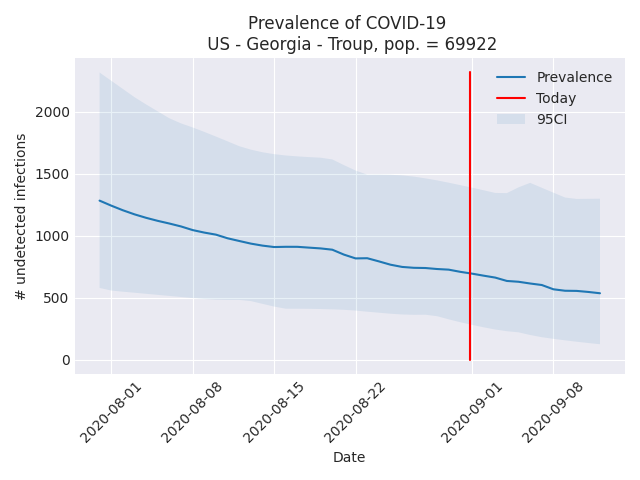 Prevalence of COVID-19
US - Georgia - Troup, pop. = 69922
Prevalence
Today
95CI
# undetected infections
2000
1500
1000
500
0
2020-08-01
2020-08-08
2020-08-15
2020-08-22
2020-09-01
2020-09-08
Date